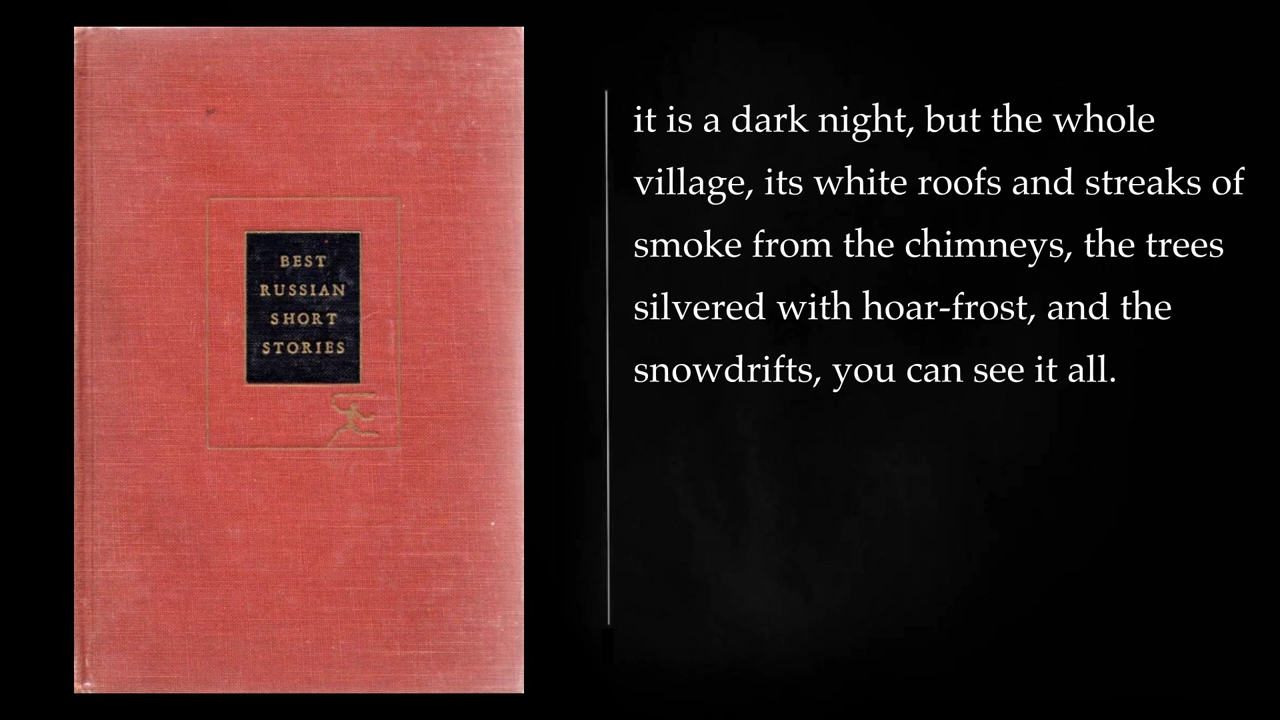 BEST
RUSSIAN
SHORT
STORIES
it is a dark night, but the whole
village, its white roofs and streaks of
smoke from the chimneys, the trees
silvered with hoar-frost, and the
snowdrifts, you can see it all.